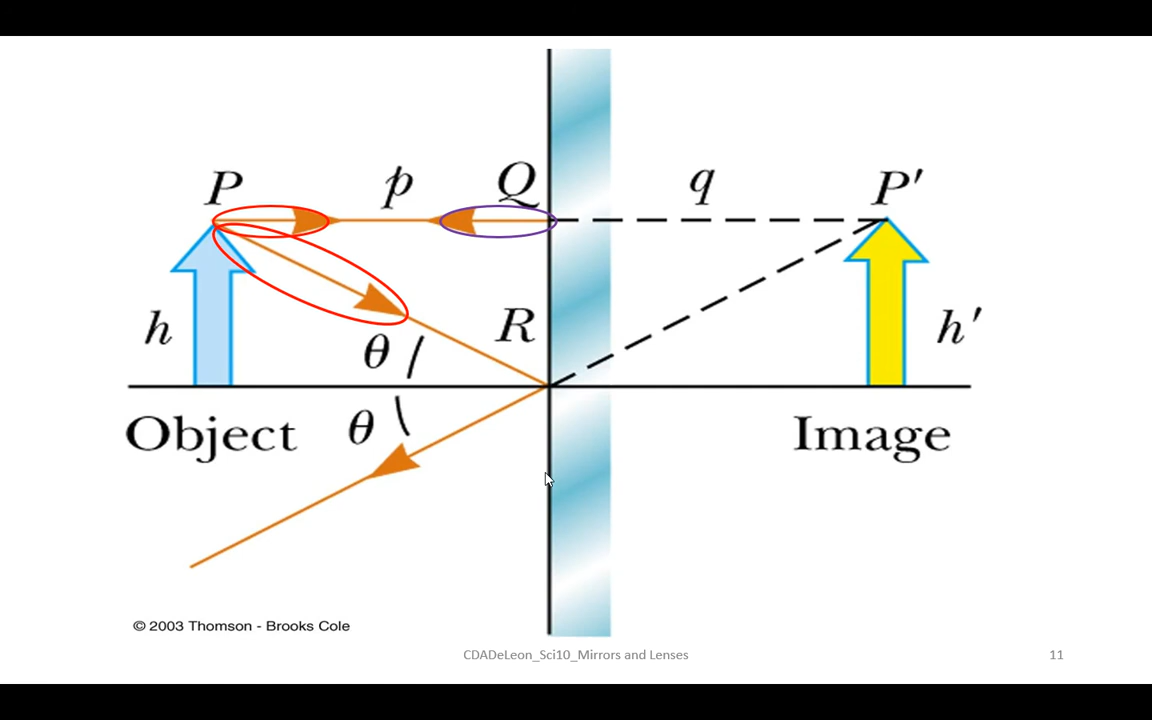 P p Q q P′
h R h′
θ
θ
Object Image
© 2003 Thomson - Brooks Cole
CDADeLeon_Sci10_Mirrors and Lenses 11